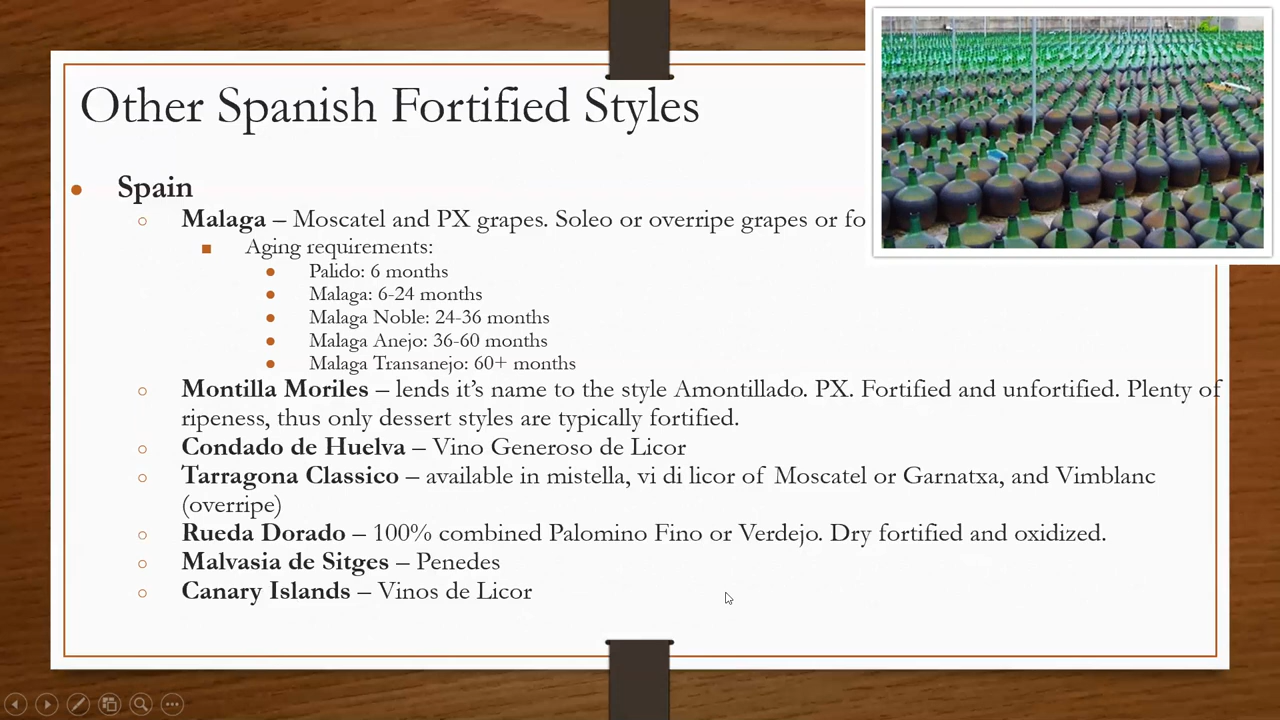 Other Spanish Fortified Styles
Spain
Malaga – Moscatel and PX grapes. Soleo or overripe grapes or fo
Aging requirements:
Palido: 6 months
Malaga: 6-24 months
Malaga Noble: 24-36 months
Malaga Anejo: 36-60 months
Malaga Transanejo: 60+ months
Montilla Moriles – lends it's name to the style Amontillado. PX. Fortified and unfortified. Plenty of
ripeness, thus only dessert styles are typically fortified.
Condado de Huelva – Vino Generoso de Licor
Tarragona Classico – available in mistella, vi di licor of Moscatel or Garnatxa, and Vimblanc
(overripe)
Rueda Dorado – 100% combined Palomino Fino or Verdejo. Dry fortified and oxidized.
Malvasia de Sitges – Penedes
Canary Islands – Vinos de Licor